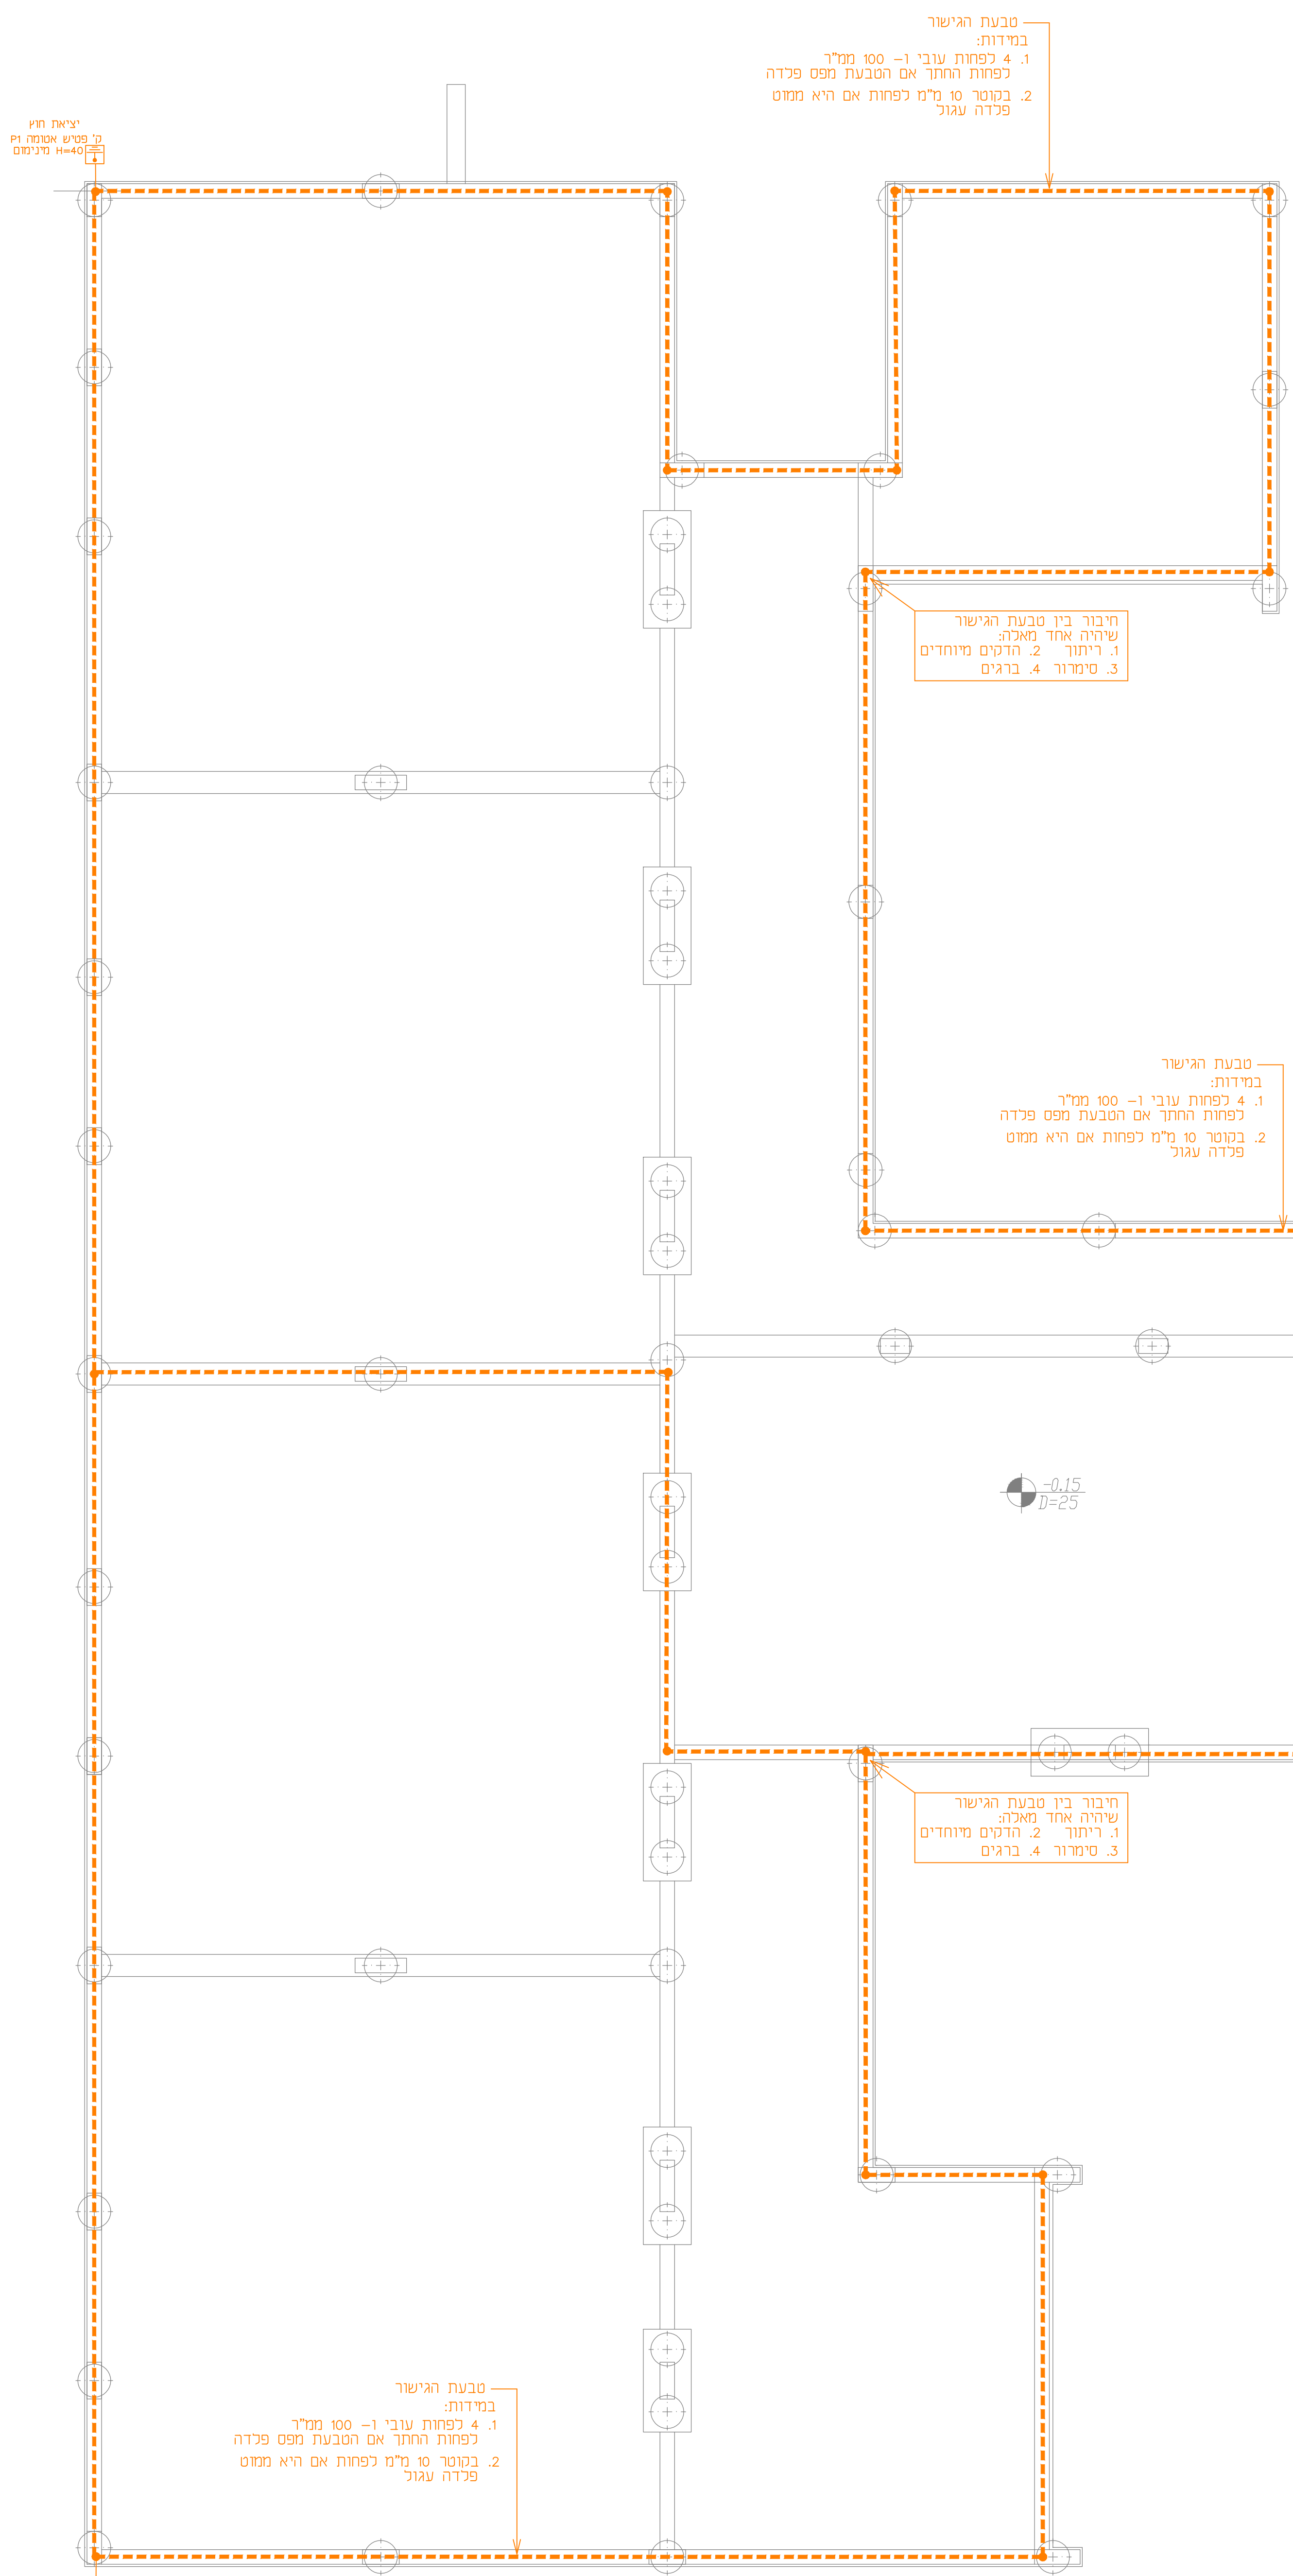 טבעת הגישור
במידות:
1. 4 לפחות עובי ו- 100 ממ"ר
לפחות החתך אם הטבעת מפס פלדה
2. בקוטר 10 מ"מ לפחות אם היא ממוט
פלדה עגול
יציאת חוץ
ק' פטיש אטומה P1
H=40 מינימום
חיבור בין טבעת הגישור
שיהיה אחד מאלה:
1. ריתוך 2. הדקים מיוחדים
3. סימרור 4. ברגים
טבעת הגישור
במידות:
1. 4 לפחות עובי ו- 100 ממ"ר
לפחות החתך אם הטבעת מפס פלדה
2. בקוטר 10 מ"מ לפחות אם היא ממוט
פלדה עגול
-0.15
D=25
חיבור בין טבעת הגישור
שיהיה אחד מאלה:
1. ריתוך 2. הדקים מיוחדים
3. סימרור 4. ברגים
טבעת הגישור
במידות:
1. 4 לפחות עובי ו- 100 ממ"ר
לפחות החתך אם הטבעת מפס פלדה
2. בקוטר 10 מ"מ לפחות אם היא ממוט
פלדה עגול